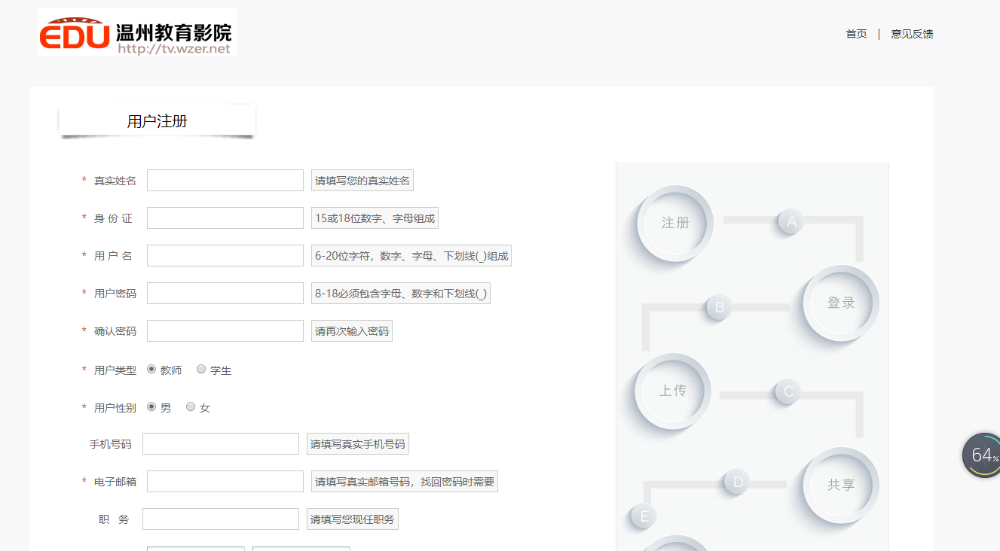 EDU 温州教育影院
http://tv.wzer.net
首页 | 意见反馈
用户注册
* 真实姓名 请填写您的真实姓名
* 身 份 证 15或18位数字、字母组成
* 用 户 名 6-20位字符，数字、字母、下划线(_)组成
* 用户密码 8-18必须包含字母、数字和下划线(_)
* 确认密码 请再次输入密码
* 用户类型 教师 学生
* 用户性别 男 女
手机号码 请填写真实手机号码
* 电子邮箱 请填写真实邮箱号码，找回密码时需要
职 务 请填写您现任职务
注册
A
登录
B
上传
C
共享
D
E
64%